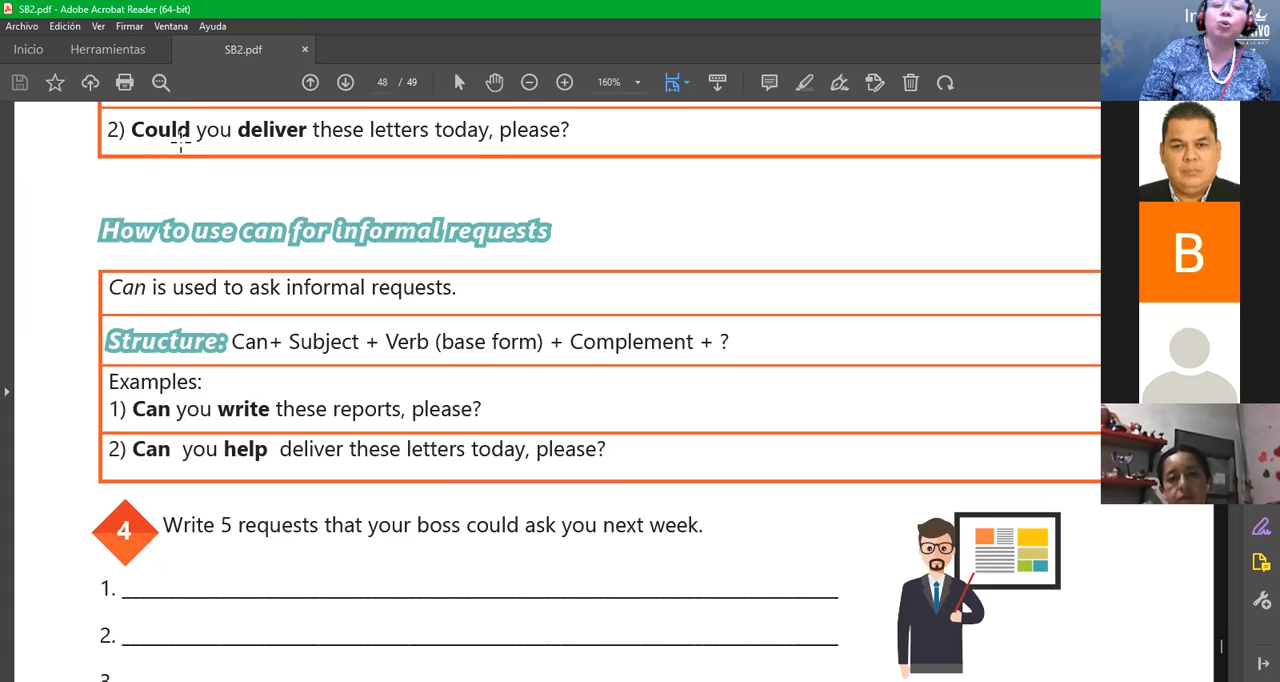 SB2.pdf - Adobe Acrobat Reader (64-bit)
Archivo Edición Ver Firmar Ventana Ayuda
Inicio Herramientas SB2.pdf ×
48 / 49 160%
2) Could you deliver these letters today, please?
How to use can for informal requests
Can is used to ask informal requests.
Structure: Can+ Subject + Verb (base form) + Complement + ?
Examples:
1) Can you write these reports, please?
2) Can you help deliver these letters today, please?
4 Write 5 requests that your boss could ask you next week.
1.
2.
B